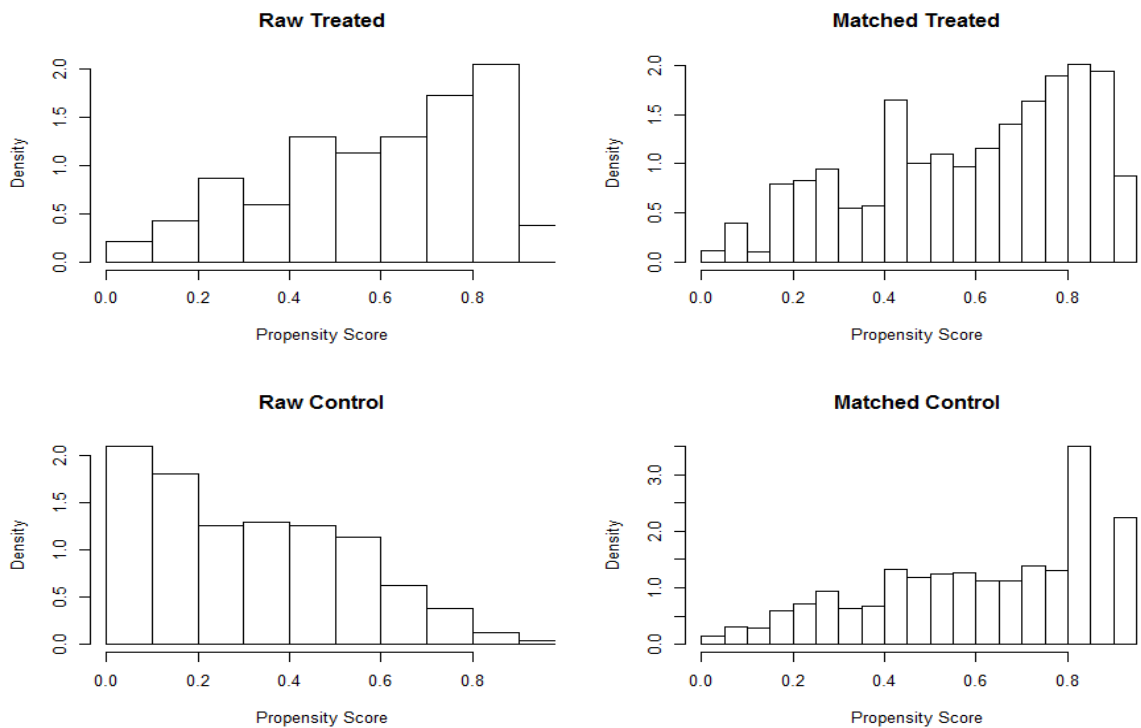 Raw Treated
Density
0.0 0.5 1.0 1.5 2.0
0.0 0.2 0.4 0.6 0.8
Propensity Score
Matched Treated
Density
0.0 0.5 1.0 1.5 2.0
0.0 0.2 0.4 0.6 0.8
Propensity Score
Raw Control
Density
0.0 0.5 1.0 1.5 2.0
0.0 0.2 0.4 0.6 0.8
Propensity Score
Matched Control
Density
0.0 1.0 2.0 3.0
0.0 0.2 0.4 0.6 0.8
Propensity Score